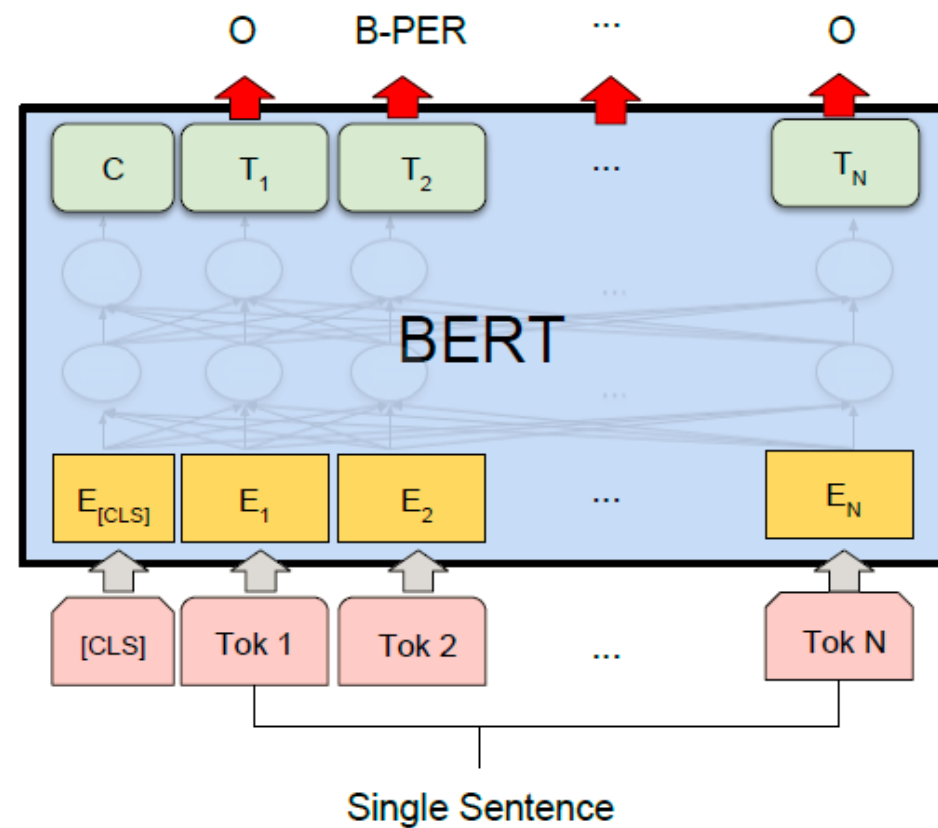 O B-PER ... O
C T1 T2 ... TN
...
BERT
...
E[CLS] E1 E2 ... EN
[CLS] Tok 1 Tok 2 ... Tok N
Single Sentence